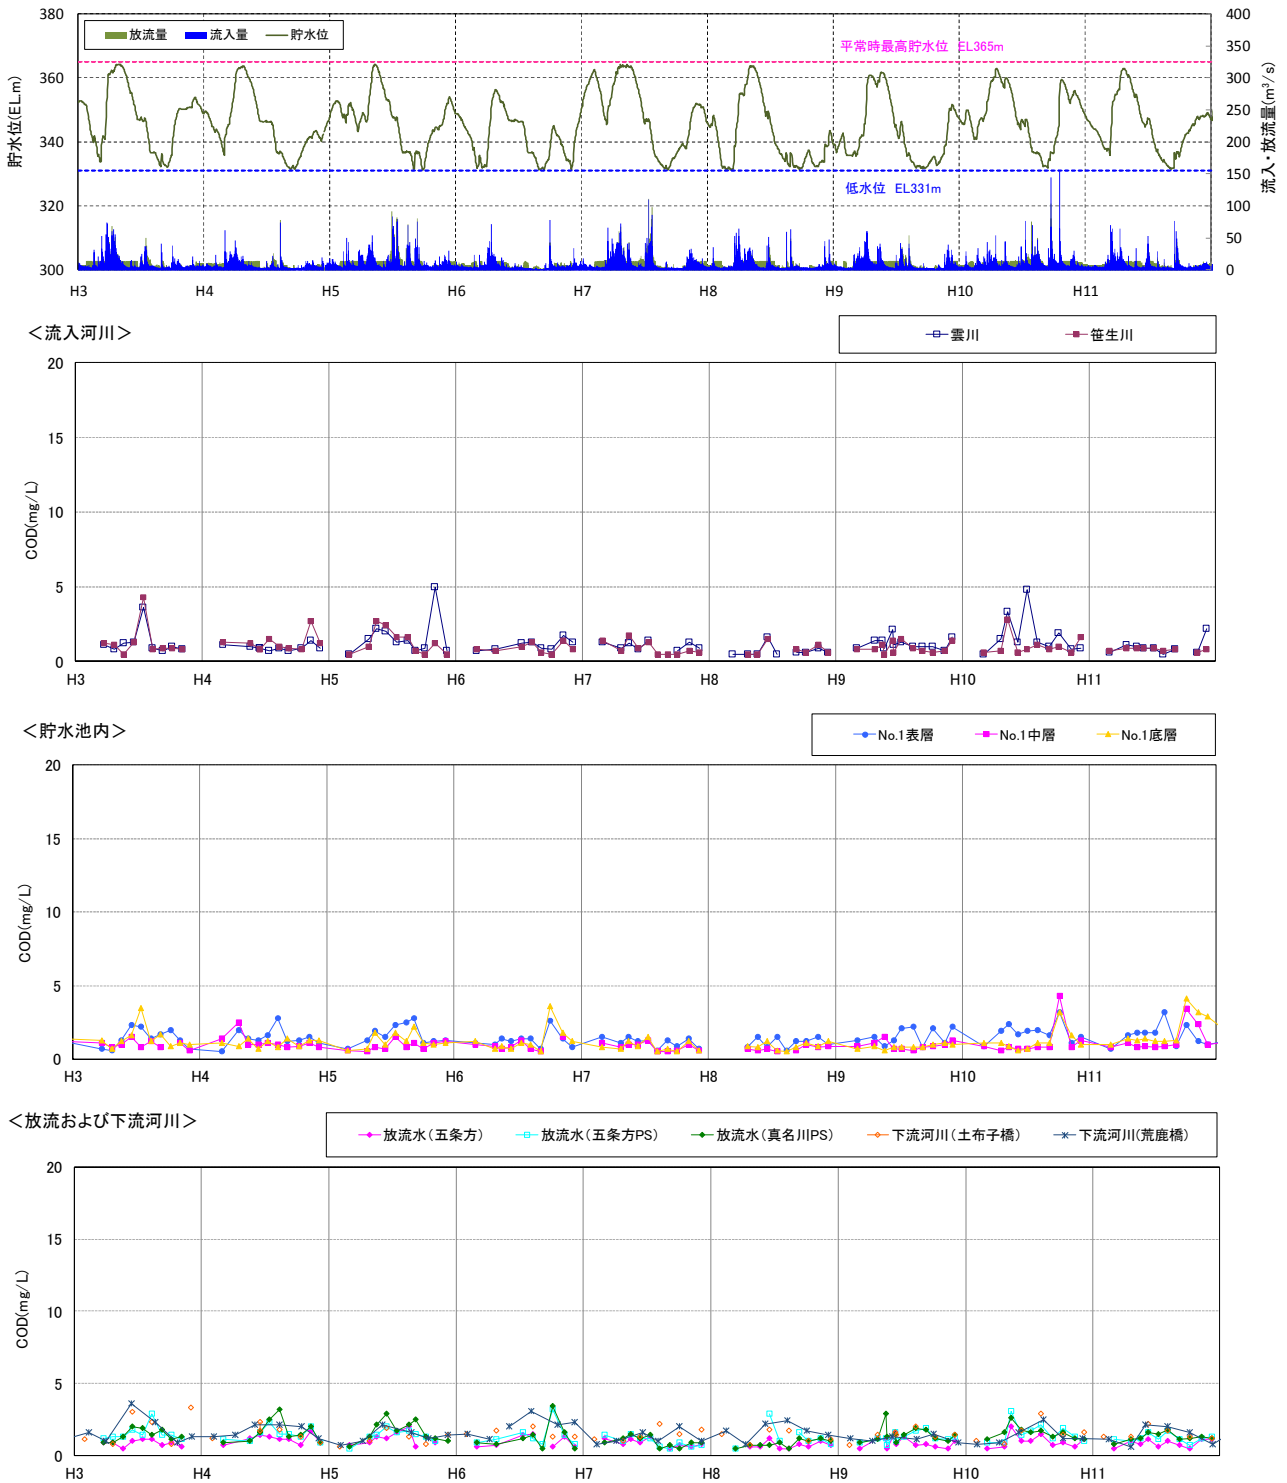 380
360
340
320
300
400
350
300
250
200
150
100
50
0
貯水位(EL.m)
流入・放流量(m³/s)
放流量 流入量 貯水位
平常時最高貯水位 EL365m
低水位 EL331m
H3 H4 H5 H6 H7 H8 H9 H10 H11
＜流入河川＞
雲川 笹生川
20
15
10
5
0
COD(mg/L)
H3 H4 H5 H6 H7 H8 H9 H10 H11
＜貯水池内＞
No.1表層 No.1中層 No.1底層
20
15
10
5
0
COD(mg/L)
H3 H4 H5 H6 H7 H8 H9 H10 H11
＜放流および下流河川＞
放流水（五条方） 放流水（五条方PS） 放流水（真名川PS） 下流河川（土布子橋） 下流河川(荒鹿橋)
20
15
10
5
0
COD(mg/L)
H3 H4 H5 H6 H7 H8 H9 H10 H11